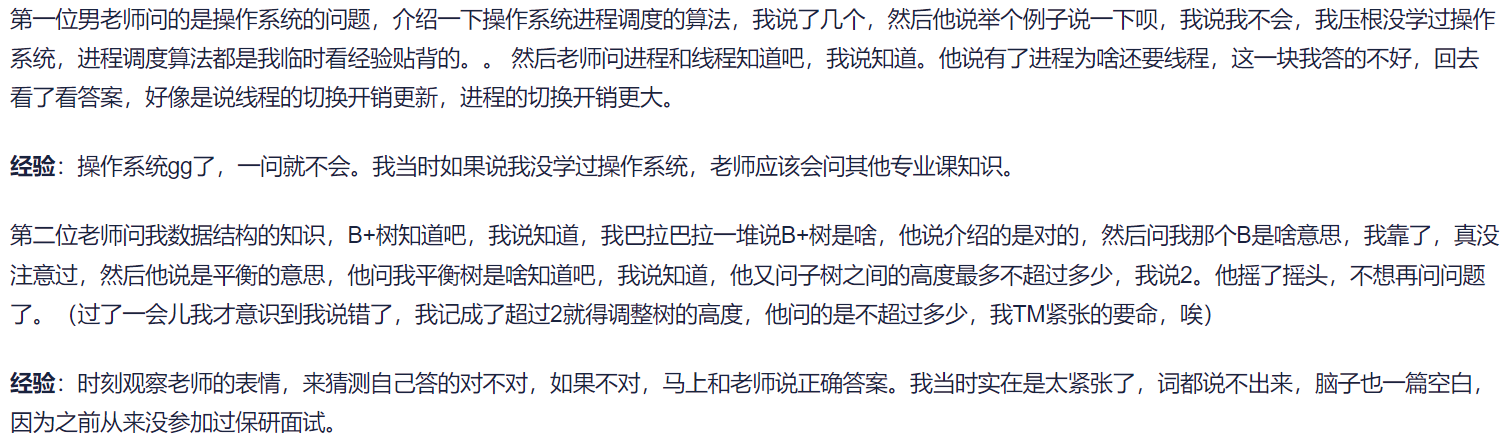 第一位男老师问的是操作系统的问题，介绍一下操作系统进程调度的算法，我说了几个，然后他说举个例子说一下呗，我说我不会，我压根没学过操作
系统，进程调度算法都是我临时看经验贴背的。。 然后老师问进程和线程知道吧，我说知道。他说有了进程为啥还要线程，这一块我答的不好，回去
看了看答案，好像是说线程的切换开销更新，进程的切换开销更大。
经验：操作系统gg了，一问就不会。我当时如果说我没学过操作系统，老师应该会问其他专业课知识。
第二位老师问我数据结构的知识，B+树知道吧，我说知道，我巴拉巴拉一堆说B+树是啥，他说介绍的是对的，然后问我那个B是啥意思，我靠了，真没
注意过，然后他说是平衡的意思，他问我平衡树是啥知道吧，我说知道，他又问子树之间的高度最多不超过多少，我说2。他摇了摇头，不想再问问题
了。（过了一会儿我才意识到我说错了，我记成了超过2就得调整树的高度，他问的是不超过多少，我TM紧张的要命，唉）
经验：时刻观察老师的表情，来猜测自己答的对不对，如果不对，马上和老师说正确答案。我当时实在是太紧张了，词都说不出来，脑子也一篇空白，
因为之前从来没参加过保研面试。